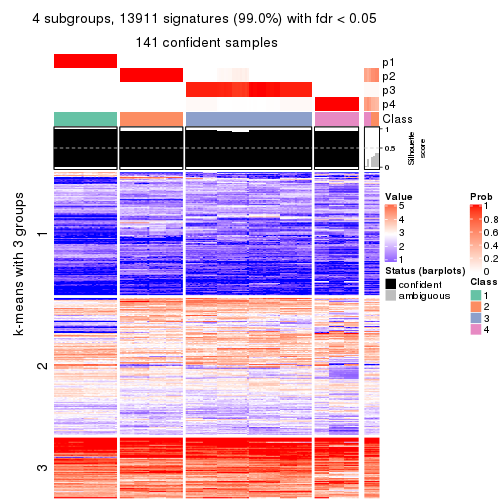 4 subgroups, 13911 signatures (99.0%) with fdr < 0.05
141 confident samples
p1
p2
p3
p4
Class
1
0.5
0
Silhouette
score
k-means with 3 groups
1
2
3
Value
5
4
3
2
1
Status (barplots)
confident
ambiguous
Prob
1
0.8
0.6
0.4
0.2
0
Class
1
2
3
4